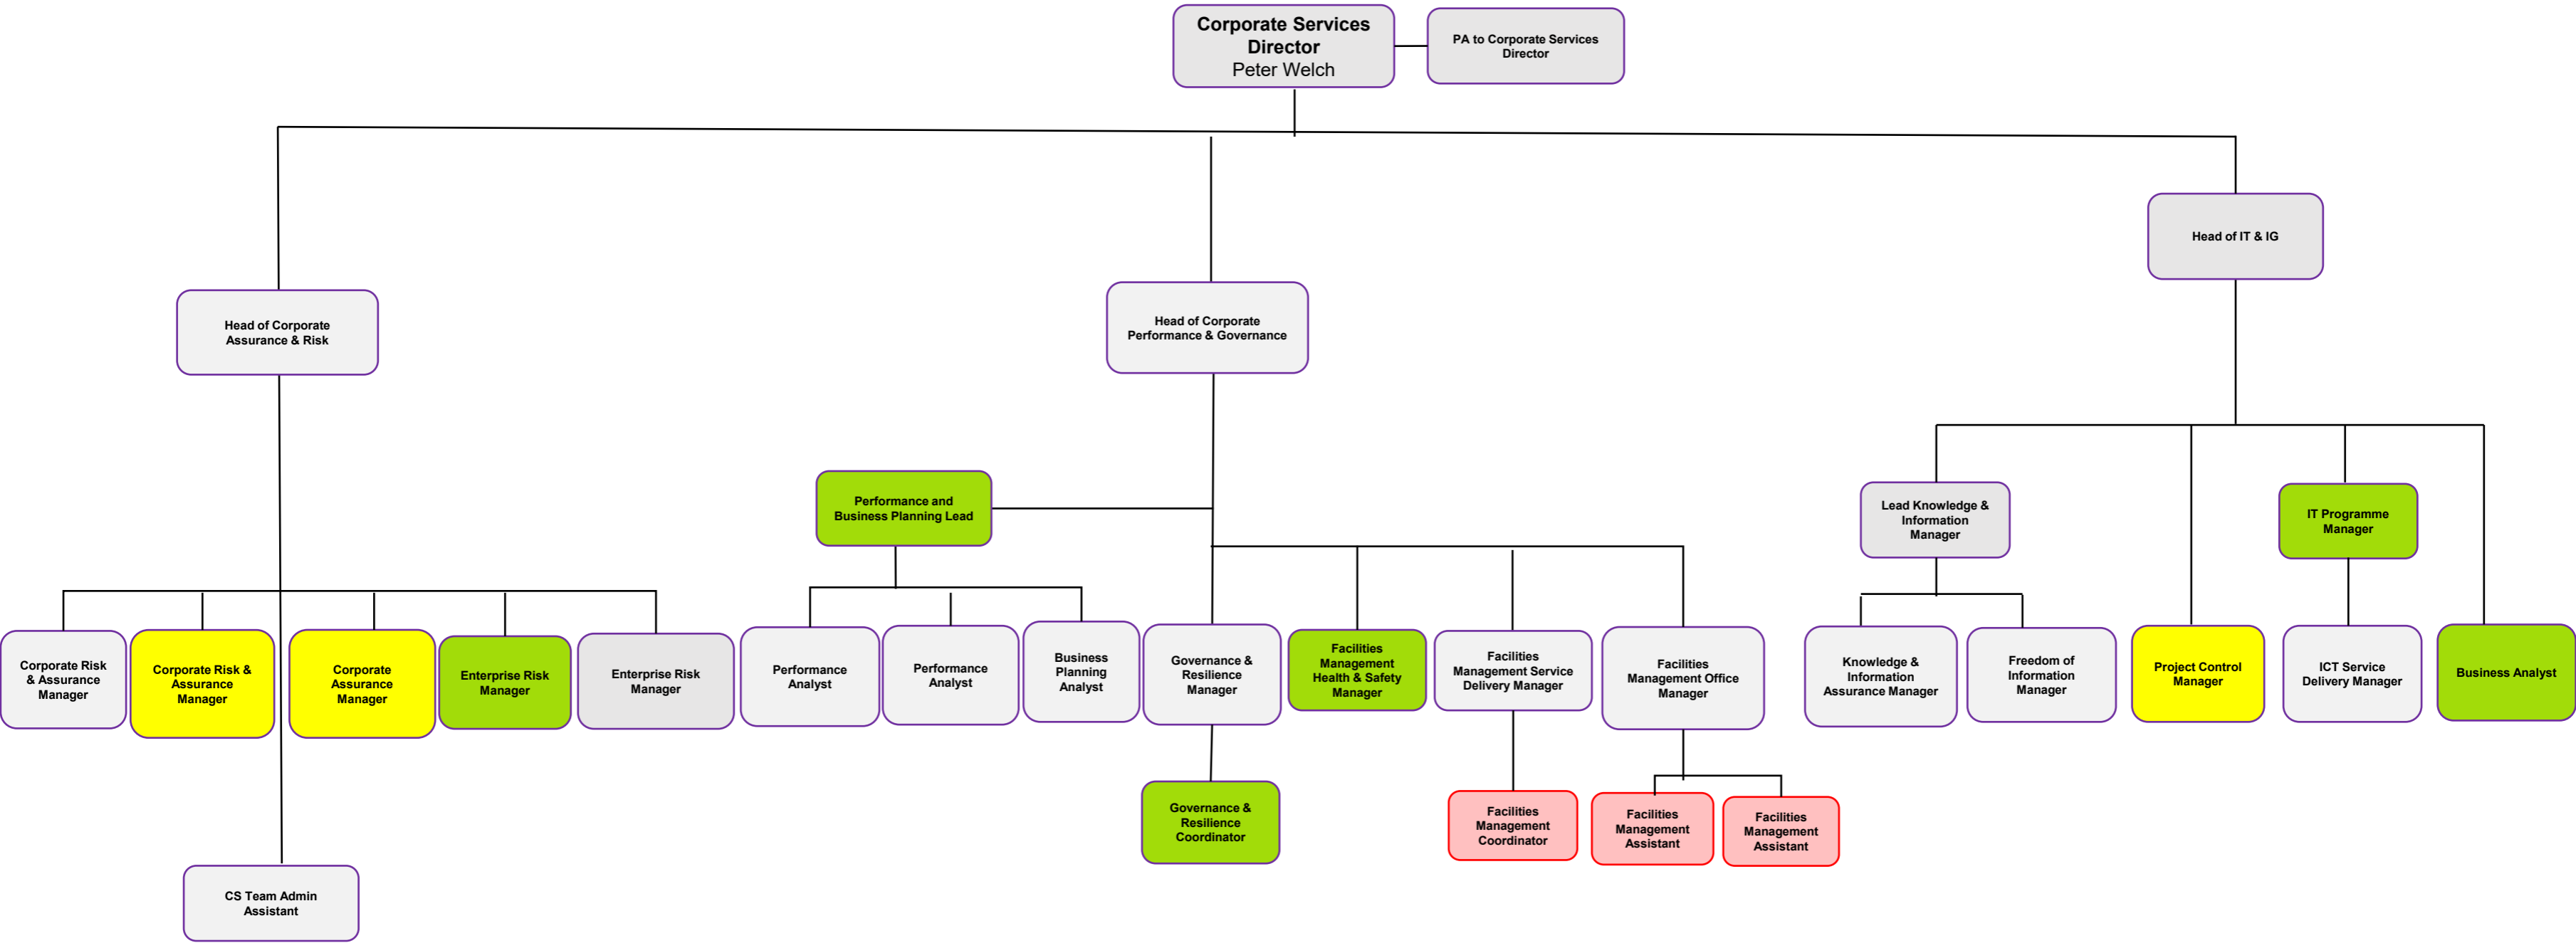 Corporate Services
Director
Peter Welch
PA to Corporate Services
Director
Head of IT & IG
Head of Corporate
Assurance & Risk
Head of Corporate
Performance & Governance
Performance and
Business Planning Lead
Lead Knowledge &
Information
Manager
IT Programme
Manager
Corporate Risk
& Assurance
Manager
Corporate Risk &
Assurance
Manager
Corporate
Assurance
Manager
Enterprise Risk
Manager
Enterprise Risk
Manager
Performance
Analyst
Performance
Analyst
Business
Planning
Analyst
Governance &
Resilience
Manager
Facilities
Management
Health & Safety
Manager
Facilities
Management Service
Delivery Manager
Facilities
Management Office
Manager
Knowledge &
Information
Assurance Manager
Freedom of
Information
Manager
Project Control
Manager
ICT Service
Delivery Manager
Business Analyst
Governance &
Resilience
Coordinator
Facilities
Management
Coordinator
Facilities
Management
Assistant
Facilities
Management
Assistant
CS Team Admin
Assistant